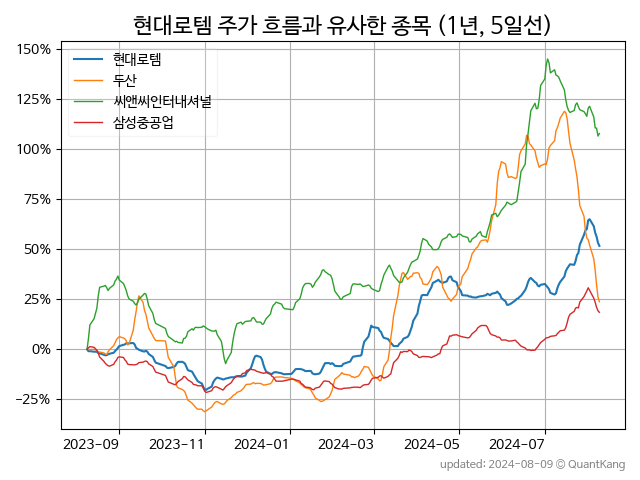 현대로템 주가 흐름과 유사한 종목 (1년, 5일선)
150%
125%
100%
75%
50%
25%
0%
−25%
현대로템
두산
씨앤씨인터내셔널
삼성중공업
2023-09 2023-11 2024-01 2024-03 2024-05 2024-07
updated: 2024-08-09 © QuantKang